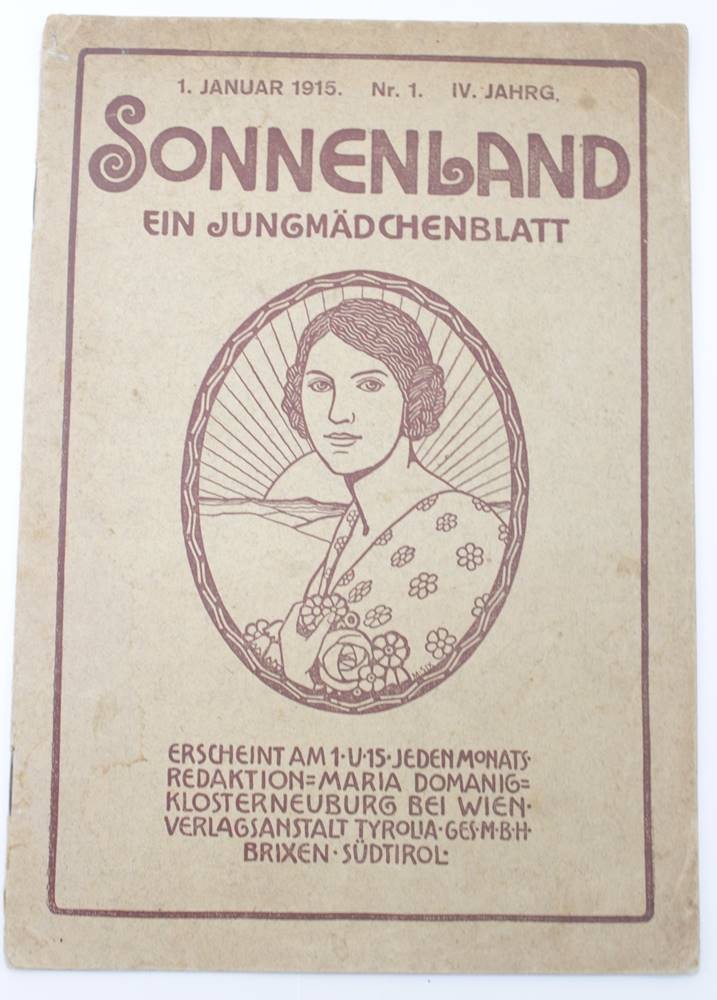 1. JANUAR 1915. Nr. 1. IV. JAHRG.
SONNENLAND
EIN JUNGMÄDCHENBLATT
M·SIX
ERSCHEINT AM 1·U·15·JEDEN MONATS·
REDAKTION=MARIA DOMANIG=
KLOSTERNEUBURG BEI WIEN·
VERLAGSANSTALT TYROLIA·GES·M·B·H·
BRIXEN·SÜDTIROL·